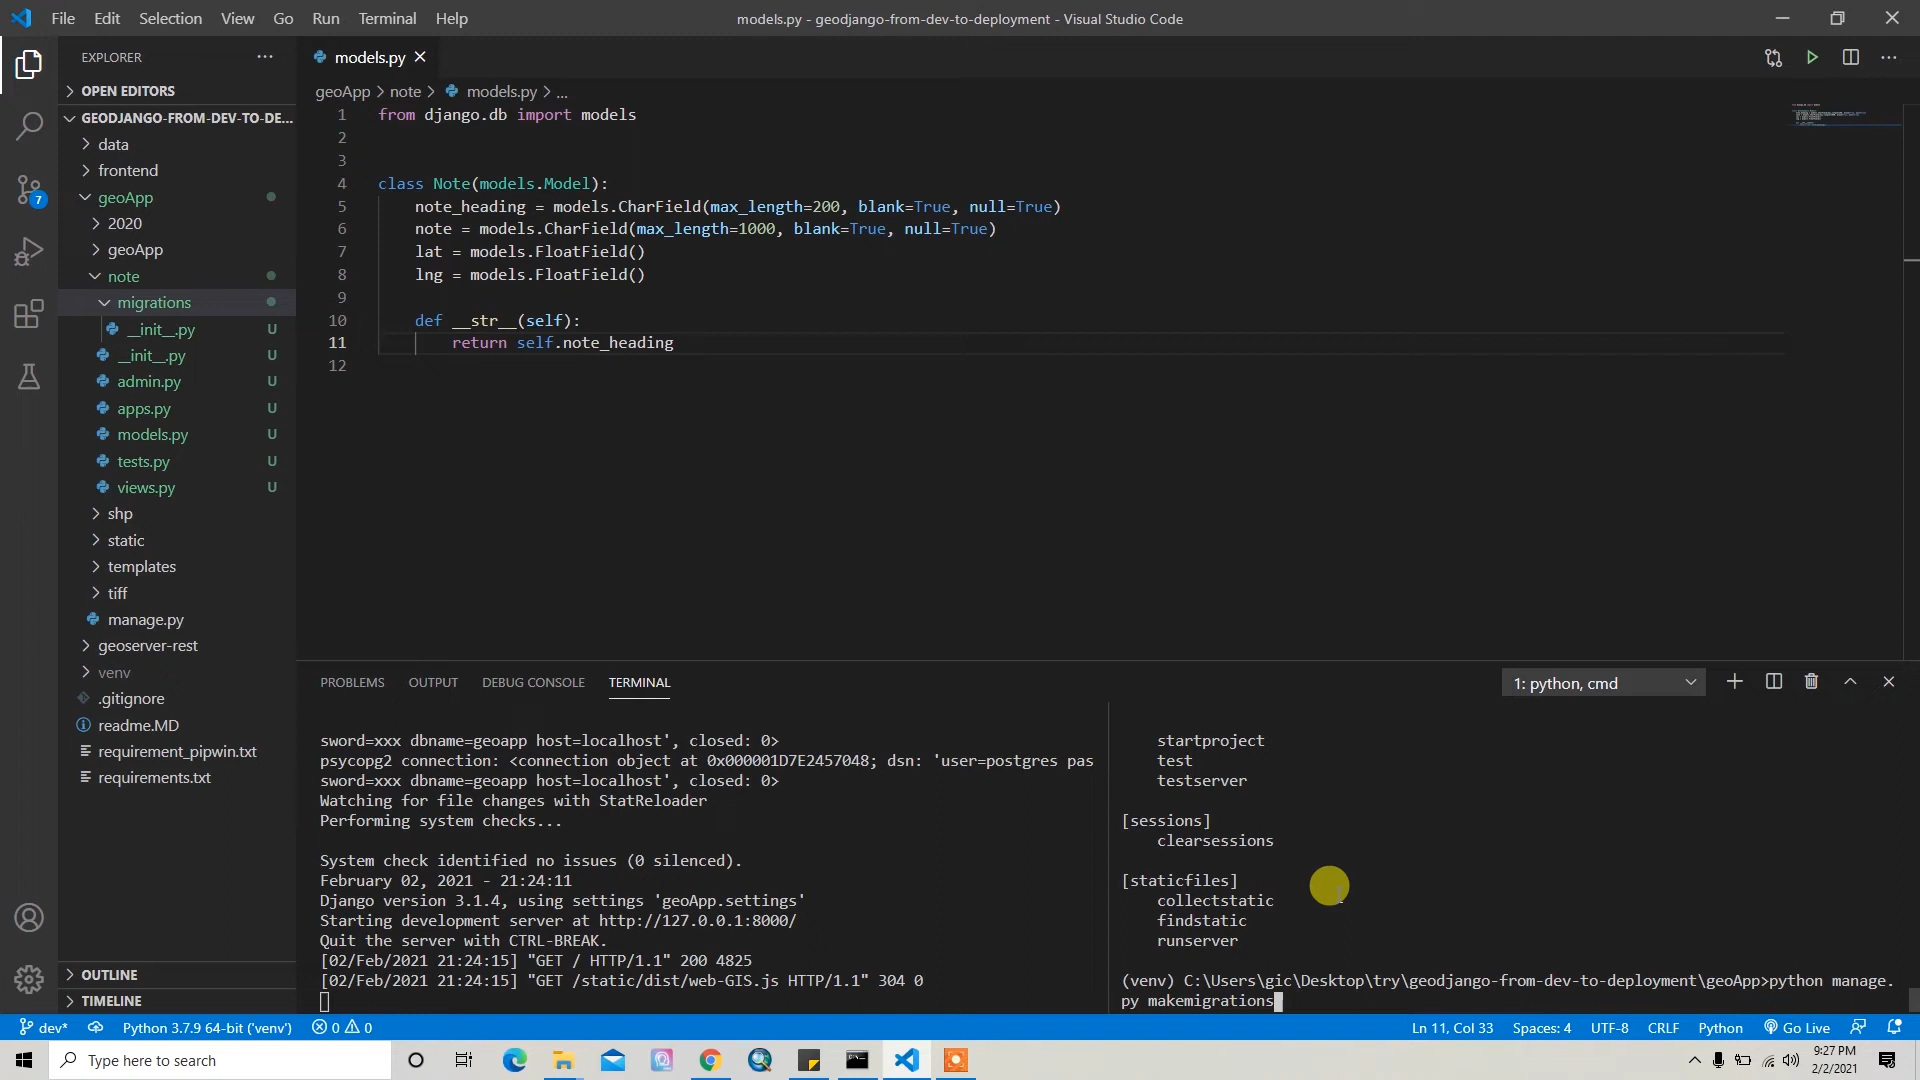 File Edit Selection View Go Run Terminal Help
models.py - geodjango-from-dev-to-deployment - Visual Studio Code
EXPLORER
OPEN EDITORS
GEODJANGO-FROM-DEV-TO-DE...
data
frontend
geoApp
2020
geoApp
note
migrations
__init__.py U
__init__.py U
admin.py U
apps.py U
models.py U
tests.py U
views.py U
shp
static
templates
tiff
manage.py
geoserver-rest
venv
.gitignore
readme.MD
requirement_pipwin.txt
requirements.txt
OUTLINE
TIMELINE
7
models.py
geoApp > note > models.py > ...
1 from django.db import models
2
3
4 class Note(models.Model):
5 note_heading = models.CharField(max_length=200, blank=True, null=True)
6 note = models.CharField(max_length=1000, blank=True, null=True)
7 lat = models.FloatField()
8 lng = models.FloatField()
9
10 def __str__(self):
11 return self.note_heading
12
PROBLEMS OUTPUT DEBUG CONSOLE TERMINAL
1: python, cmd
sword=xxx dbname=geoapp host=localhost', closed: 0>
psycopg2 connection: <connection object at 0x000001D7E2457048; dsn: 'user=postgres pas
sword=xxx dbname=geoapp host=localhost', closed: 0>
Watching for file changes with StatReloader
Performing system checks...
System check identified no issues (0 silenced).
February 02, 2021 - 21:24:11
Django version 3.1.4, using settings 'geoApp.settings'
Starting development server at http://127.0.0.1:8000/
Quit the server with CTRL-BREAK.
[02/Feb/2021 21:24:15] "GET / HTTP/1.1" 200 4825
[02/Feb/2021 21:24:15] "GET /static/dist/web-GIS.js HTTP/1.1" 304 0
startproject
test
testserver
[sessions]
clearsessions
[staticfiles]
collectstatic
findstatic
runserver
(venv) C:\Users\gic\Desktop\try\geodjango-from-dev-to-deployment\geoApp>python manage.
py makemigrations
dev* Python 3.7.9 64-bit ('venv') 0 0
Ln 11, Col 33 Spaces: 4 UTF-8 CRLF Python Go Live
Type here to search
9:27 PM
2/2/2021